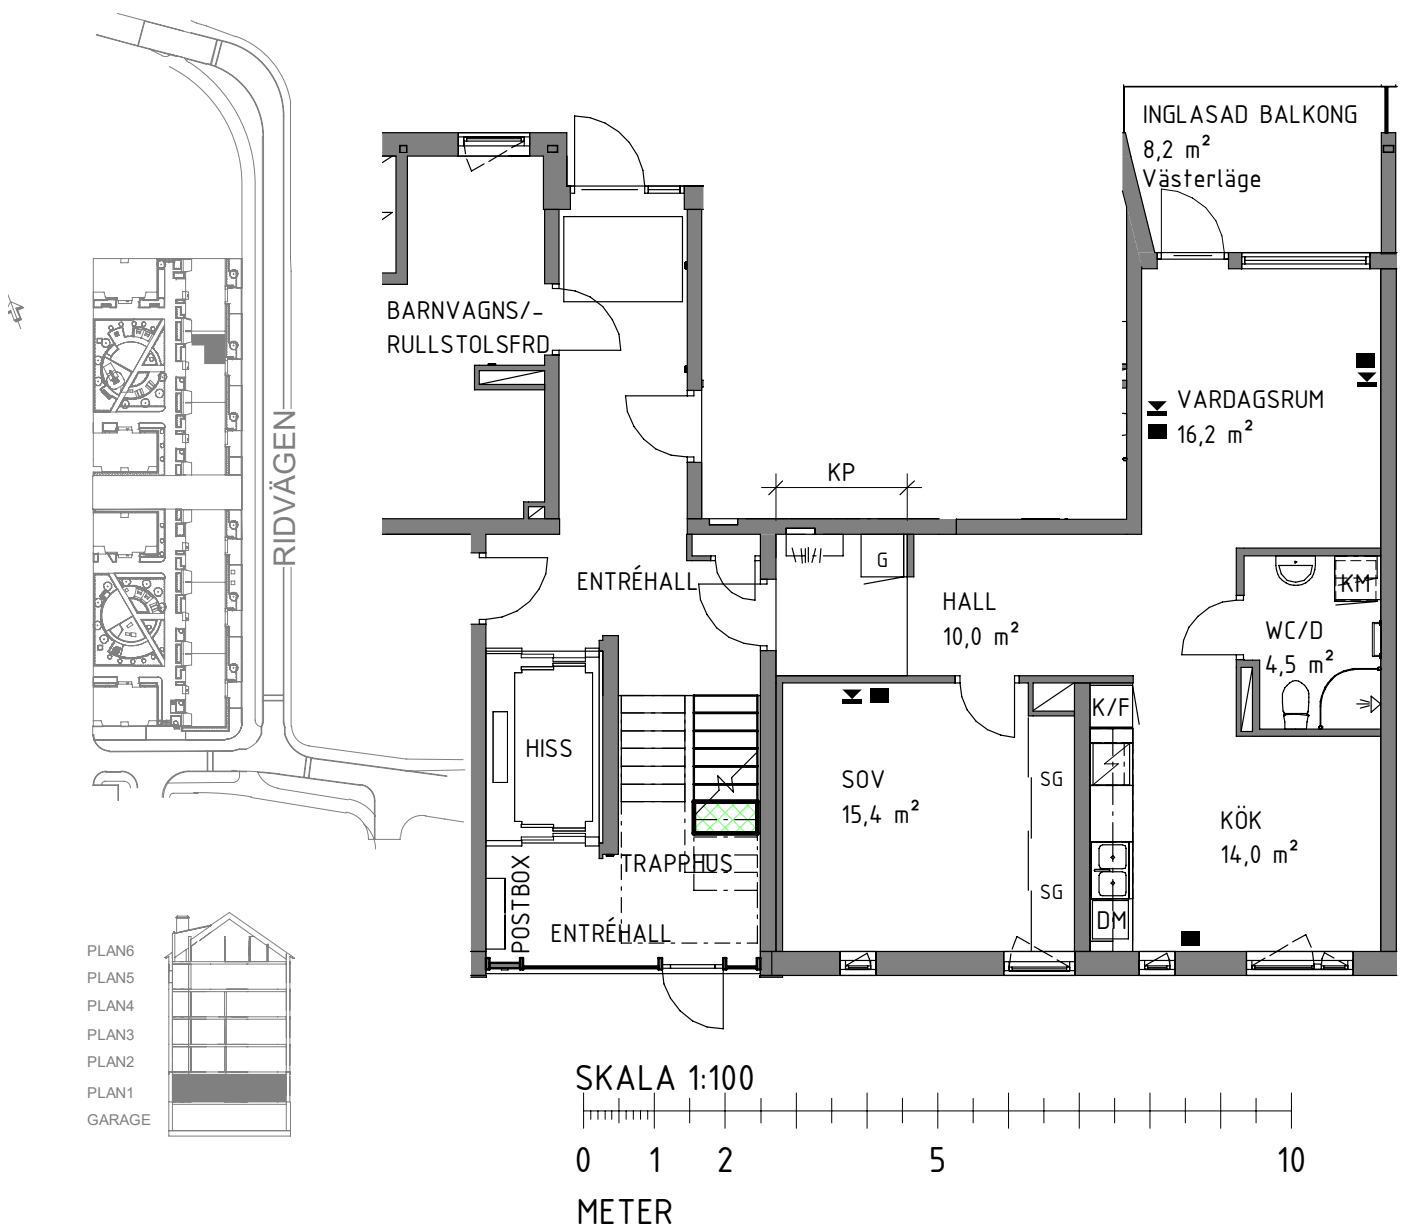 INGLASAD BALKONG
8,2 m²
Västerläge
BARNVAGNS/-
RULLSTOLSFRD
VARDAGSRUM
16,2 m²
KP
RIDVÄGEN
G
ENTRÉHALL
HALL
10,0 m²
KM
WC/D
4,5 m²
K/F
HISS
SOV
15,4 m²
SG
KÖK
14,0 m²
TRAPPHUS
SG
POSTBOX
DM
ENTRÉHALL
PLAN6
PLAN5
PLAN4
PLAN3
PLAN2
PLAN1
GARAGE
SKALA 1:100
0 1 2 5 10
METER